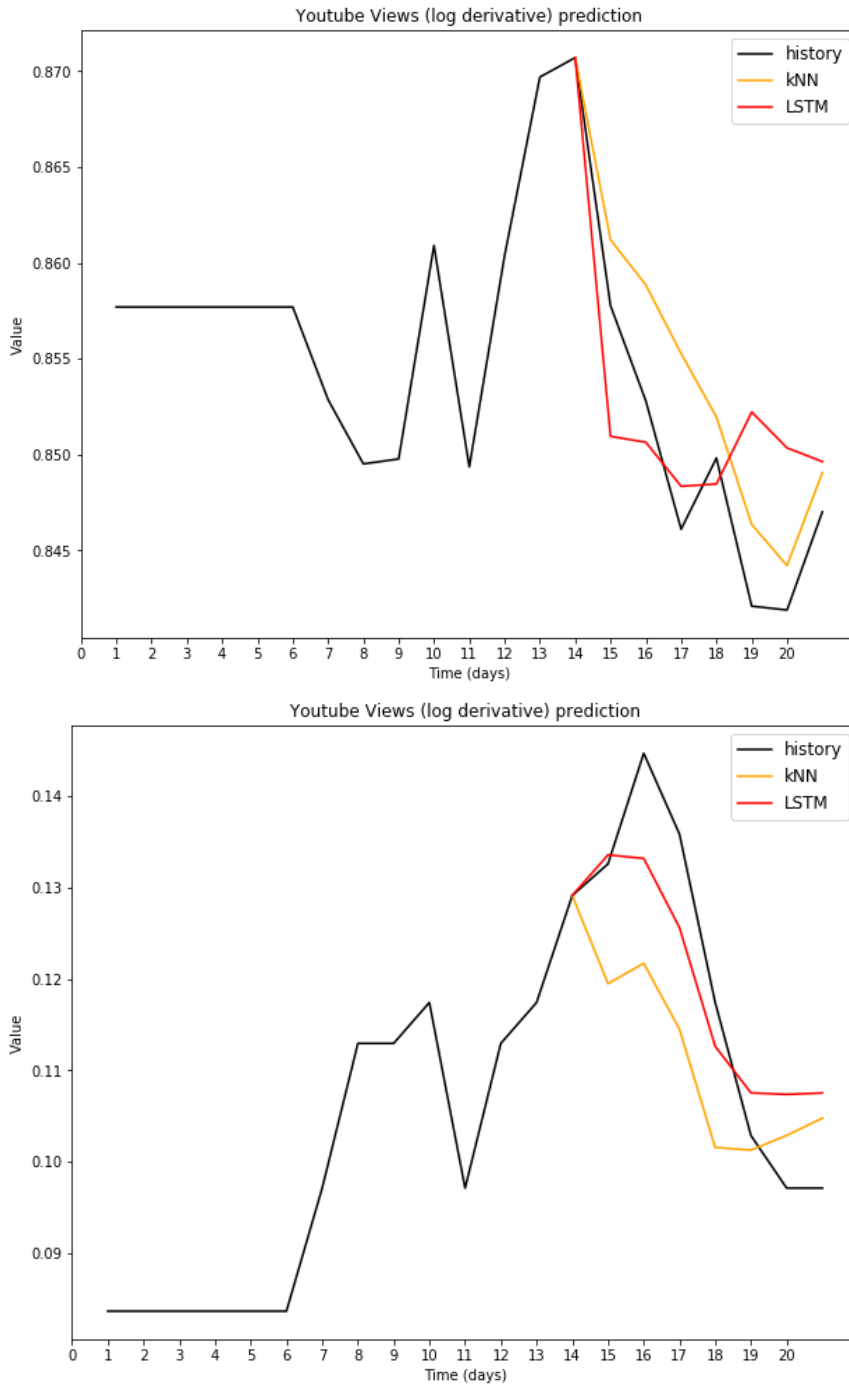 Youtube Views (log derivative) prediction
history
kNN
LSTM
0.870
0.865
0.860
0.855
0.850
0.845
Value
0 1 2 3 4 5 6 7 8 9 10 11 12 13 14 15 16 17 18 19 20
Time (days)
Youtube Views (log derivative) prediction
history
kNN
LSTM
0.14
0.13
0.12
0.11
0.10
0.09
Value
0 1 2 3 4 5 6 7 8 9 10 11 12 13 14 15 16 17 18 19 20
Time (days)